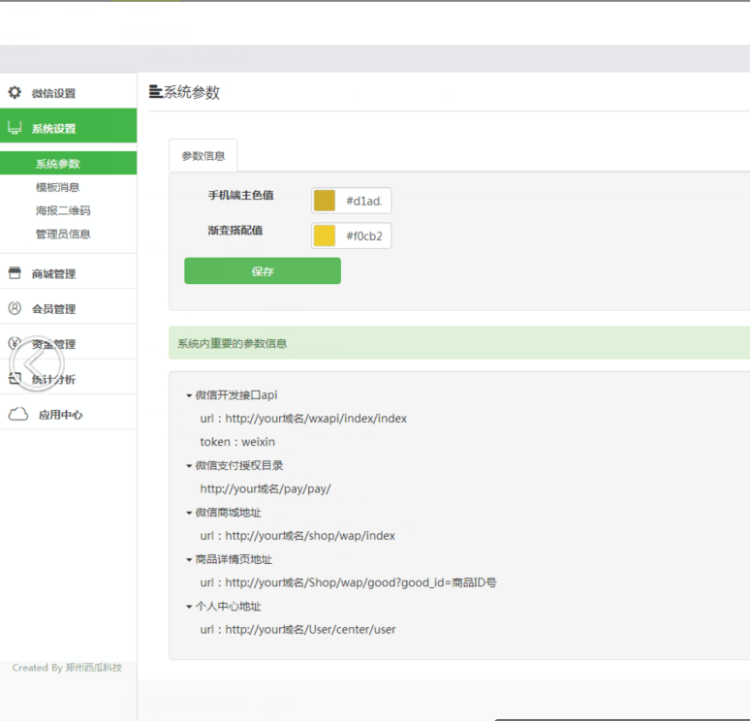 微信设置
系统设置
系统参数
模板消息
海报二维码
管理员信息
商城管理
会员管理
资金管理
统计分析
应用中心
Created By 郑州西瓜科技
系统参数
参数信息
手机端主色值 #d1ad.
渐变搭配值 #f0cb2
保存
系统内重要的参数信息
微信开发接口api
url：http://your域名/wxapi/index/index
token：weixin
微信支付授权目录
http://your域名/pay/pay/
微信商城地址
url：http://your域名/shop/wap/index
商品详情页地址
url：http://your域名/Shop/wap/good?good_id=商品ID号
个人中心地址
url：http://your域名/User/center/user